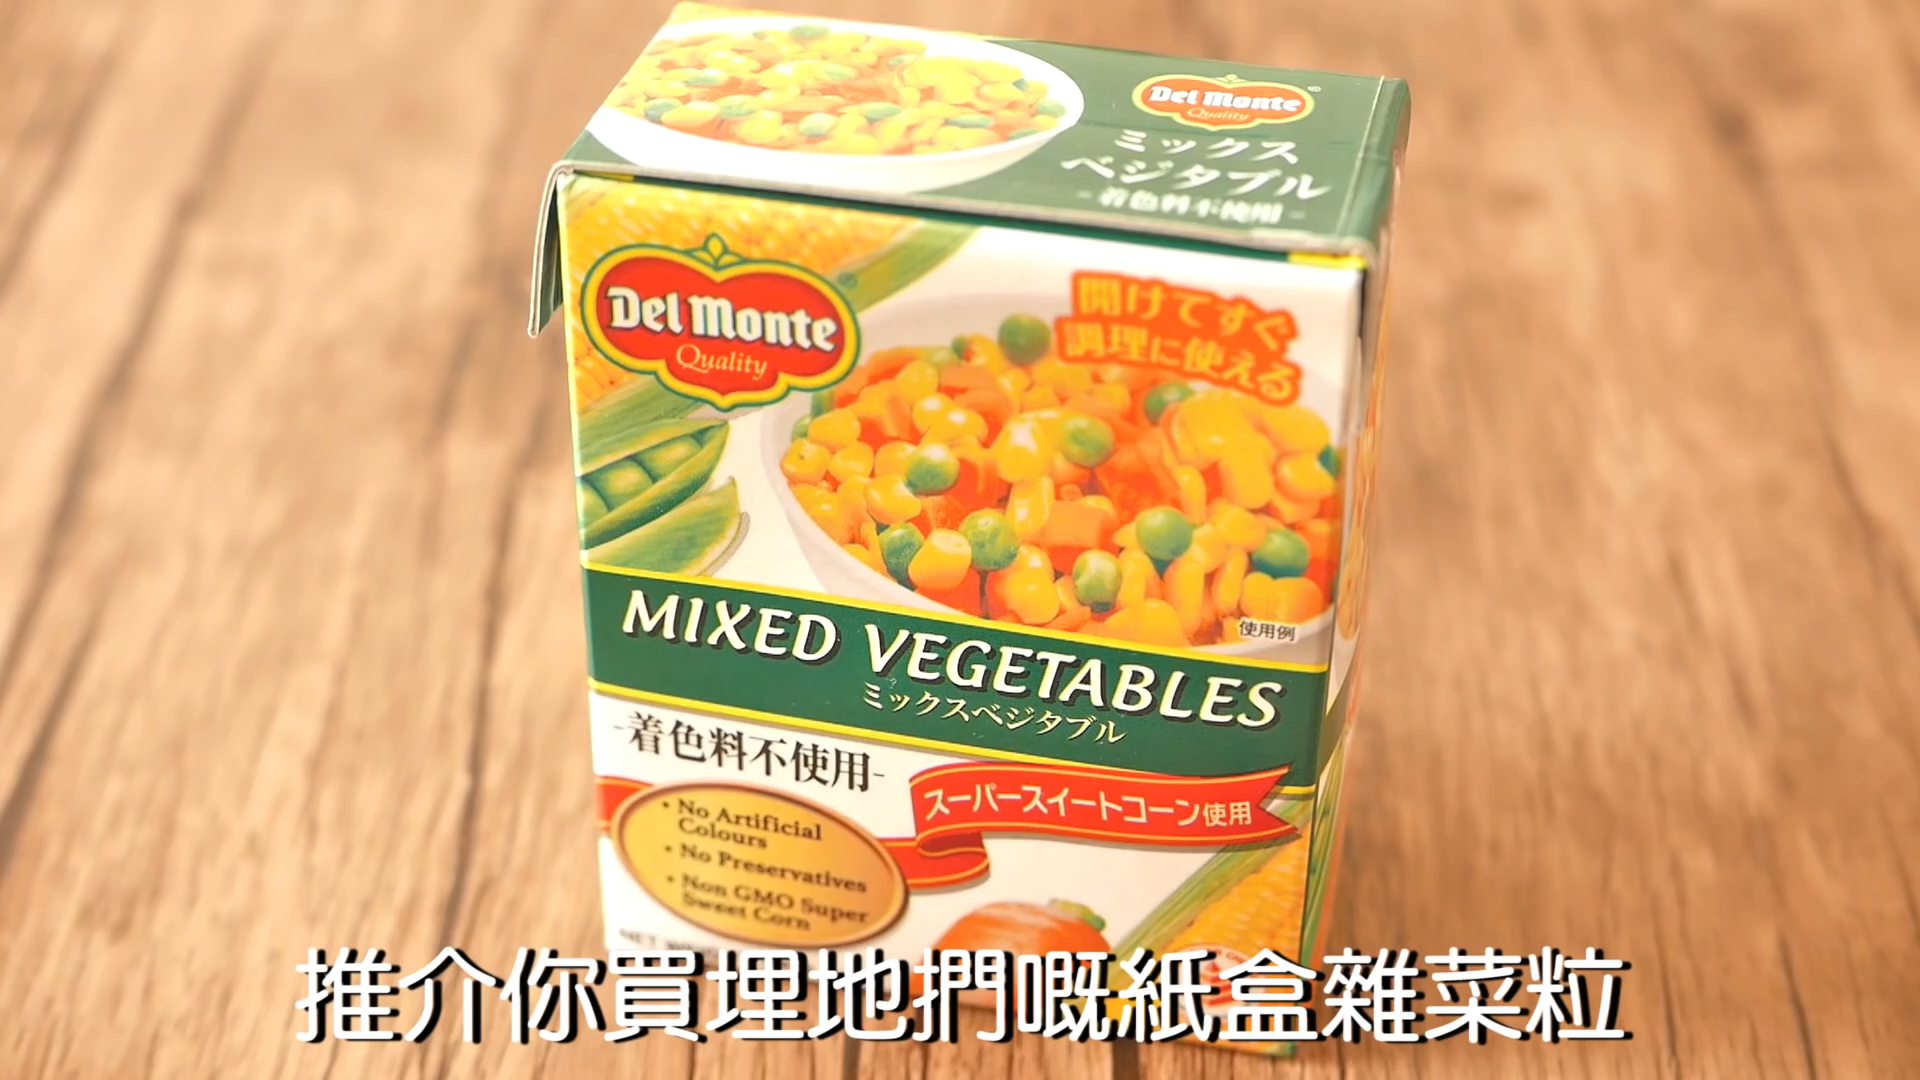 Del Monte
Quality
ミックス
ベジタブル
-着色料不使用-
Del Monte
Quality
開けてすぐ
調理に使える
使用例
MIXED VEGETABLES
ミックスベジタブル
-着色料不使用-
スーパースイートコーン使用
• No Artificial
Colours
• No Preservatives
• Non GMO Super
Sweet Corn
推介你買埋地捫嘅紙盒雜菜粒